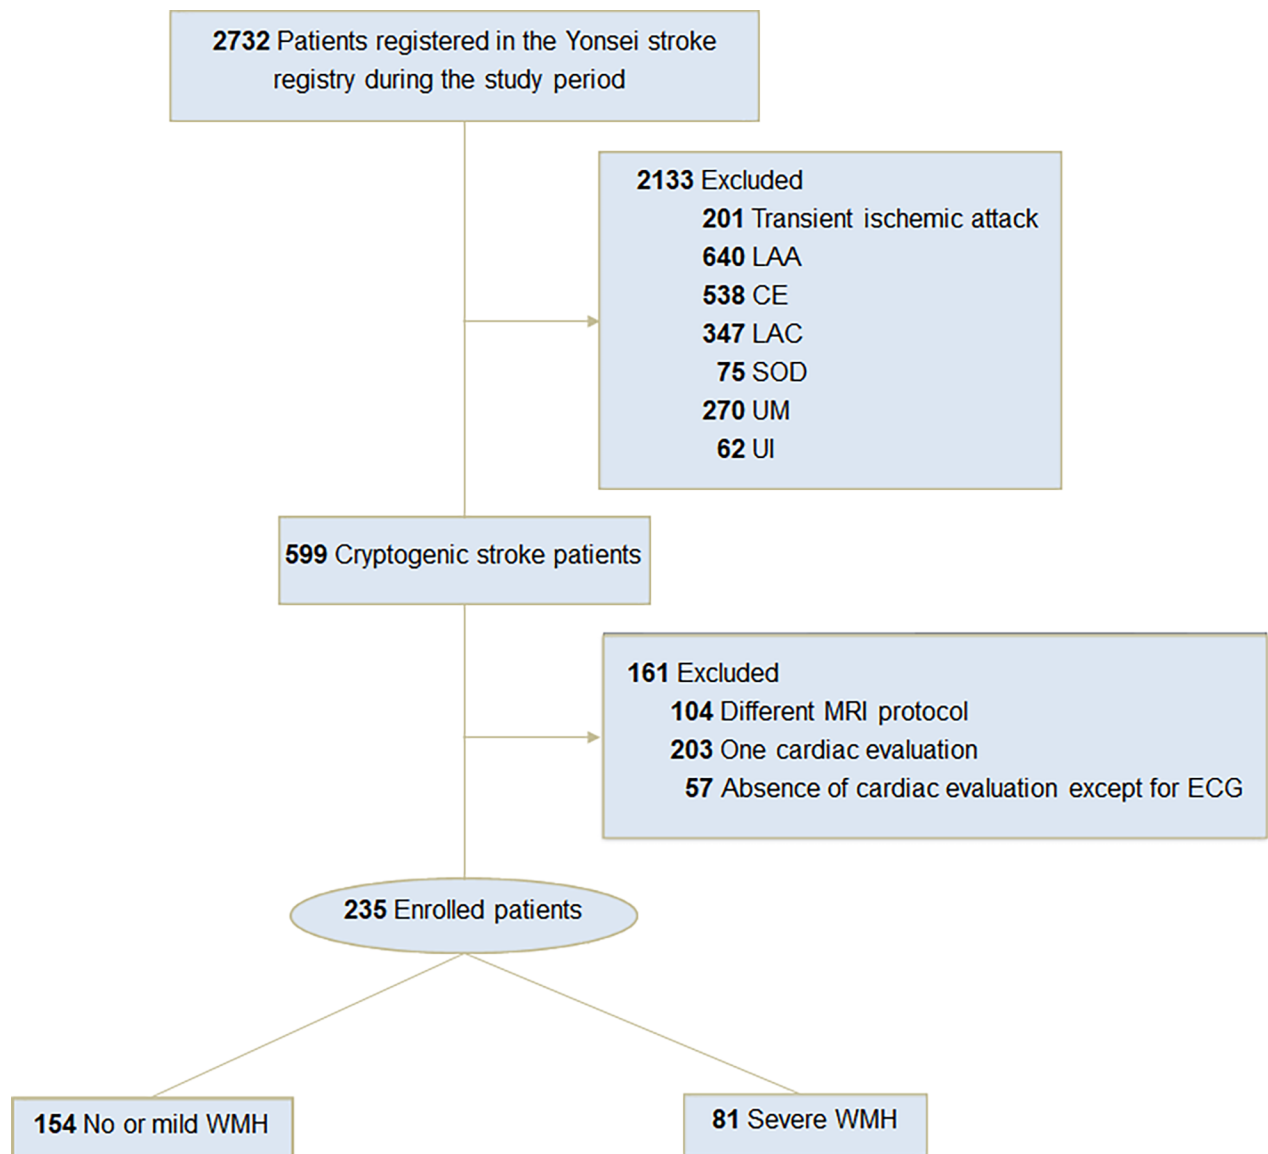 2732 Patients registered in the Yonsei stroke
registry during the study period
2133 Excluded
201 Transient ischemic attack
640 LAA
538 CE
347 LAC
75 SOD
270 UM
62 UI
599 Cryptogenic stroke patients
161 Excluded
104 Different MRI protocol
203 One cardiac evaluation
57 Absence of cardiac evaluation except for ECG
235 Enrolled patients
154 No or mild WMH
81 Severe WMH